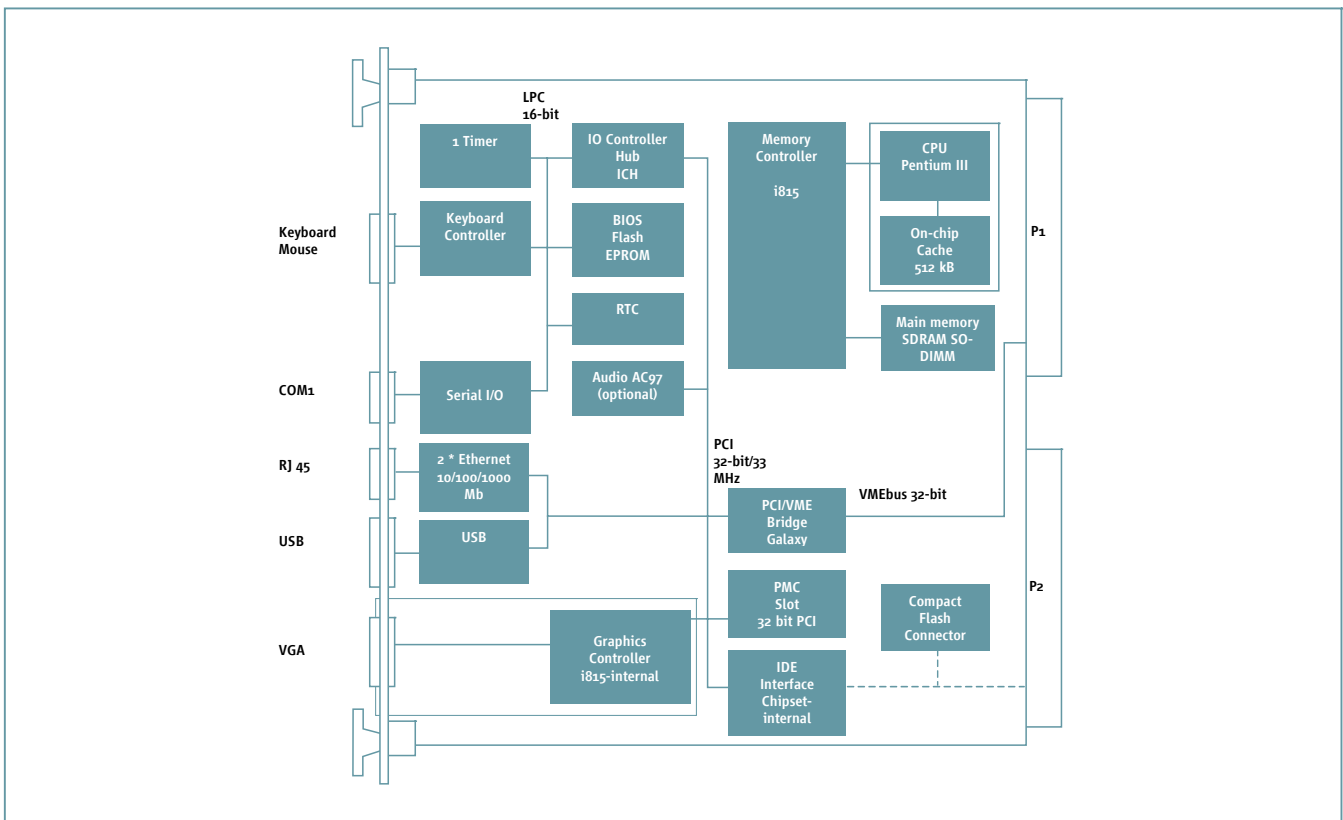 LPC
16-bit
1 Timer
IO Controller
Hub
ICH
Memory
Controller
i815
CPU
Pentium III
Keyboard
Mouse
Keyboard
Controller
BIOS
Flash
EPROM
On-chip
Cache
512 kB
P1
RTC
Main memory
SDRAM SO-
DIMM
COM1
Serial I/O
Audio AC97
(optional)
RJ 45
2 * Ethernet
10/100/1000
Mb
PCI
32-bit/33
MHz
PCI/VME
Bridge
Galaxy
VMEbus 32-bit
USB
USB
PMC
Slot
32 bit PCI
Compact
Flash
Connector
P2
VGA
Graphics
Controller
i815-internal
IDE
Interface
Chipset-
internal